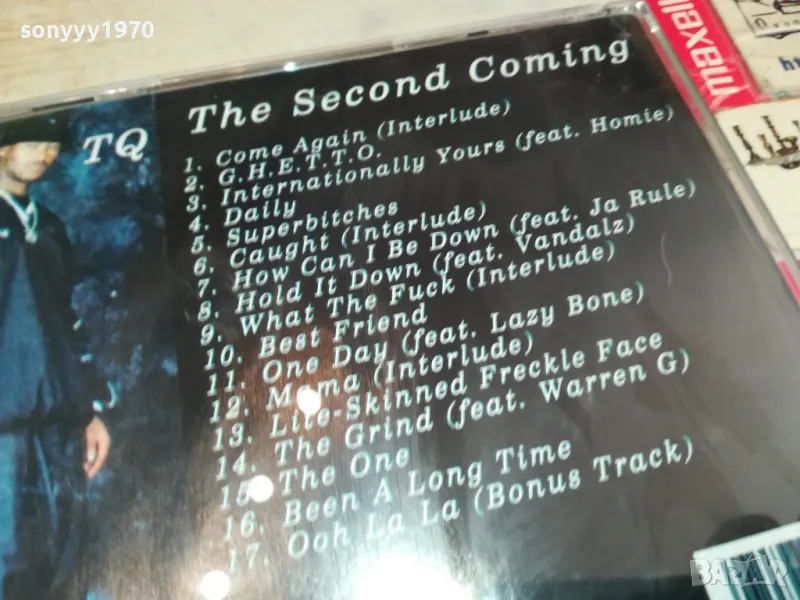 sonyyy1970
maxell
TQ
The Second Coming
1. Come Again (Interlude)
2. G.H.E.T.T.O.
3. Internationally Yours (feat. Homie)
4. Daily
5. Superbitches
6. Caught (Interlude)
7. How Can I Be Down (feat. Ja Rule)
8. Hold It Down (feat. Vandalz)
9. What The Fuck (Interlude)
10. Best Friend
11. One Day (feat. Lazy Bone)
12. Mama (Interlude)
13. Lite-Skinned Freckle Face
14. The Grind (feat. Warren G)
15. The One
16. Been A Long Time
17. Ooh La La (Bonus Track)
BAZAR